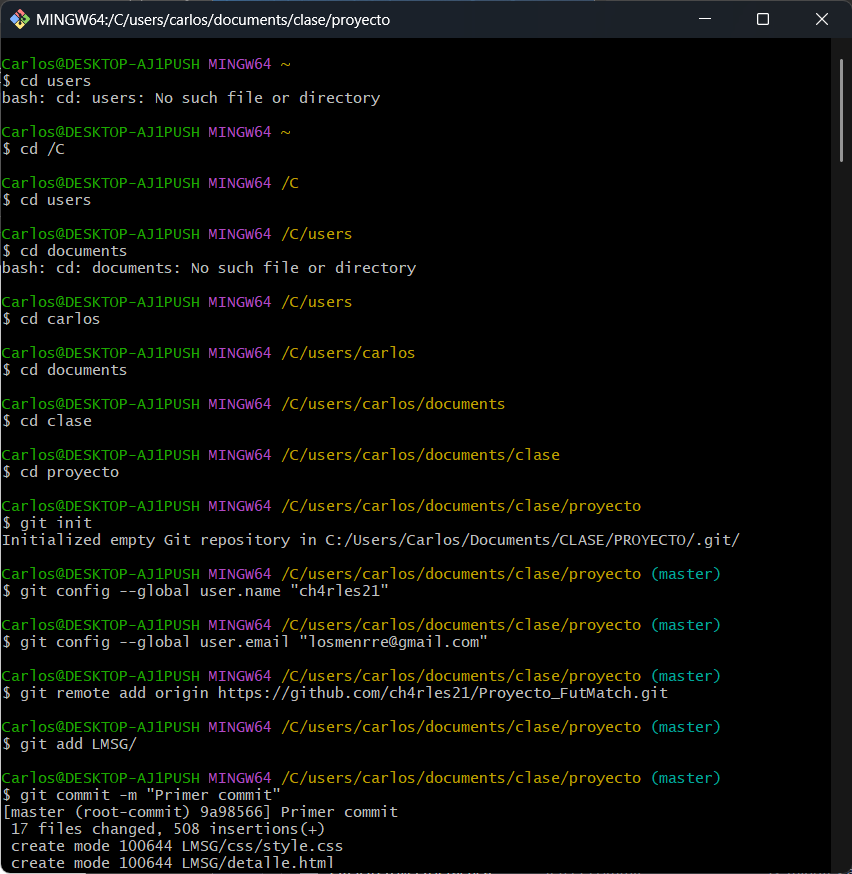 MINGW64:/C/users/carlos/documents/clase/proyecto
Carlos@DESKTOP-AJ1PUSH MINGW64 ~
$ cd users
bash: cd: users: No such file or directory
Carlos@DESKTOP-AJ1PUSH MINGW64 ~
$ cd /C
Carlos@DESKTOP-AJ1PUSH MINGW64 /C
$ cd users
Carlos@DESKTOP-AJ1PUSH MINGW64 /C/users
$ cd documents
bash: cd: documents: No such file or directory
Carlos@DESKTOP-AJ1PUSH MINGW64 /C/users
$ cd carlos
Carlos@DESKTOP-AJ1PUSH MINGW64 /C/users/carlos
$ cd documents
Carlos@DESKTOP-AJ1PUSH MINGW64 /C/users/carlos/documents
$ cd clase
Carlos@DESKTOP-AJ1PUSH MINGW64 /C/users/carlos/documents/clase
$ cd proyecto
Carlos@DESKTOP-AJ1PUSH MINGW64 /C/users/carlos/documents/clase/proyecto
$ git init
Initialized empty Git repository in C:/Users/Carlos/Documents/CLASE/PROYECTO/.git/
Carlos@DESKTOP-AJ1PUSH MINGW64 /C/users/carlos/documents/clase/proyecto (master)
$ git config --global user.name "ch4rles21"
Carlos@DESKTOP-AJ1PUSH MINGW64 /C/users/carlos/documents/clase/proyecto (master)
$ git config --global user.email "losmenrre@gmail.com"
Carlos@DESKTOP-AJ1PUSH MINGW64 /C/users/carlos/documents/clase/proyecto (master)
$ git remote add origin https://github.com/ch4rles21/Proyecto_FutMatch.git
Carlos@DESKTOP-AJ1PUSH MINGW64 /C/users/carlos/documents/clase/proyecto (master)
$ git add LMSG/
Carlos@DESKTOP-AJ1PUSH MINGW64 /C/users/carlos/documents/clase/proyecto (master)
$ git commit -m "Primer commit"
[master (root-commit) 9a98566] Primer commit
17 files changed, 508 insertions(+)
create mode 100644 LMSG/css/style.css
create mode 100644 LMSG/detalle.html